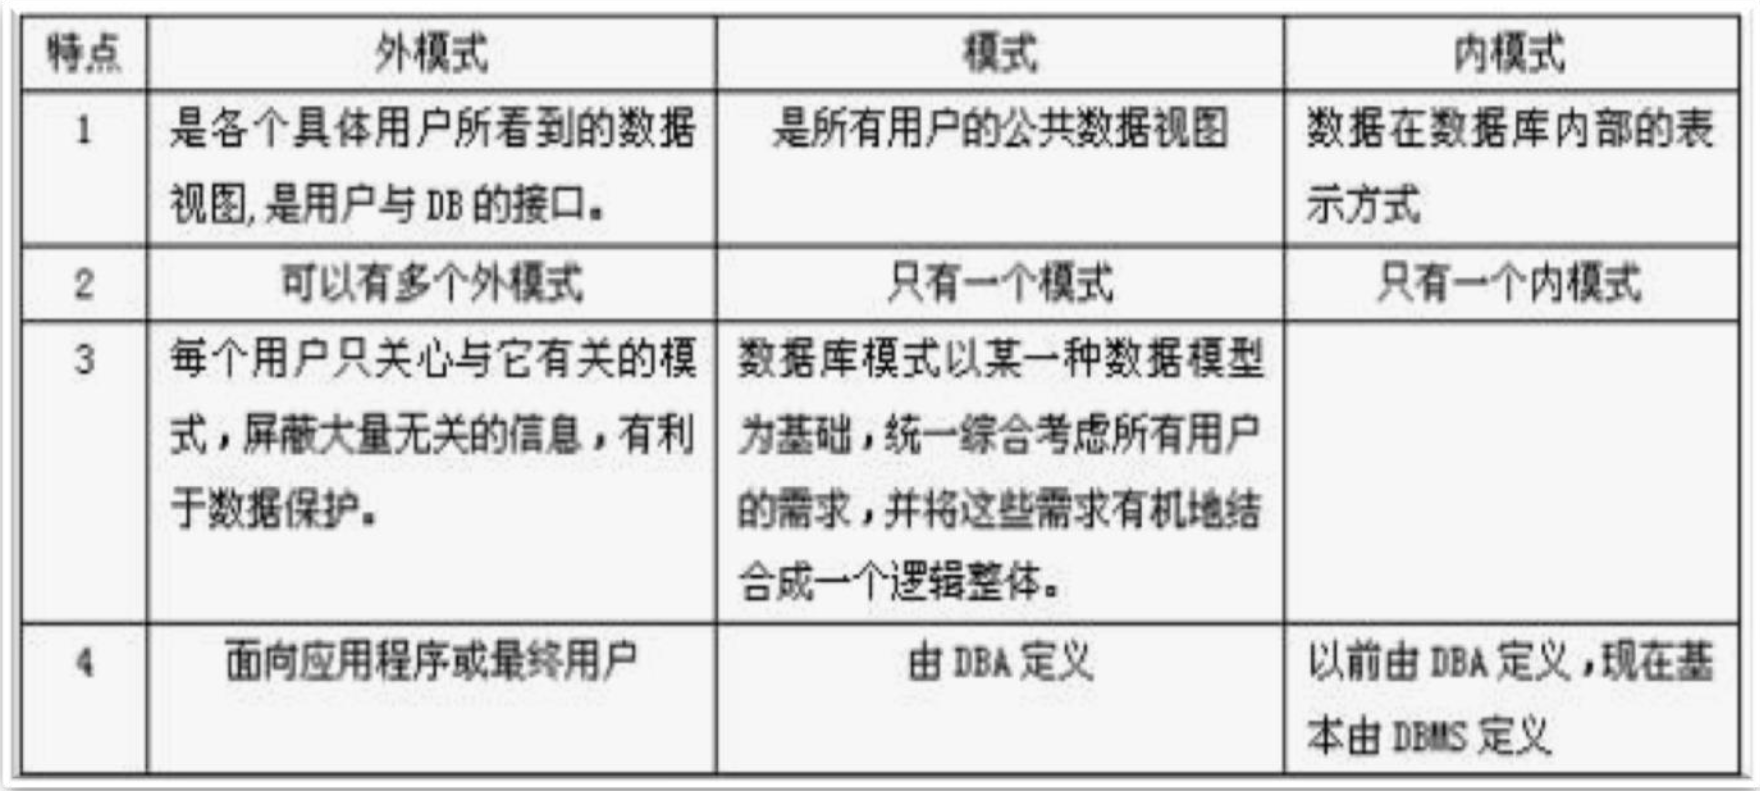 特点 外模式 模式 内模式
1 是各个具体用户所看到的数据 是所有用户的公共数据视图 数据在数据库内部的表
视图,是用户与 DB 的接口。 示方式
2 可以有多个外模式 只有一个模式 只有一个内模式
3 每个用户只关心与它有关的模 数据库模式以某一种数据模型
式，屏蔽大量无关的信息，有利 为基础，统一综合考虑所有用户
于数据保护。 的需求，并将这些需求有机地结
合成一个逻辑整体。
4 面向应用程序或最终用户 由 DBA 定义 以前由 DBA 定义，现在基
本由 DBMS 定义